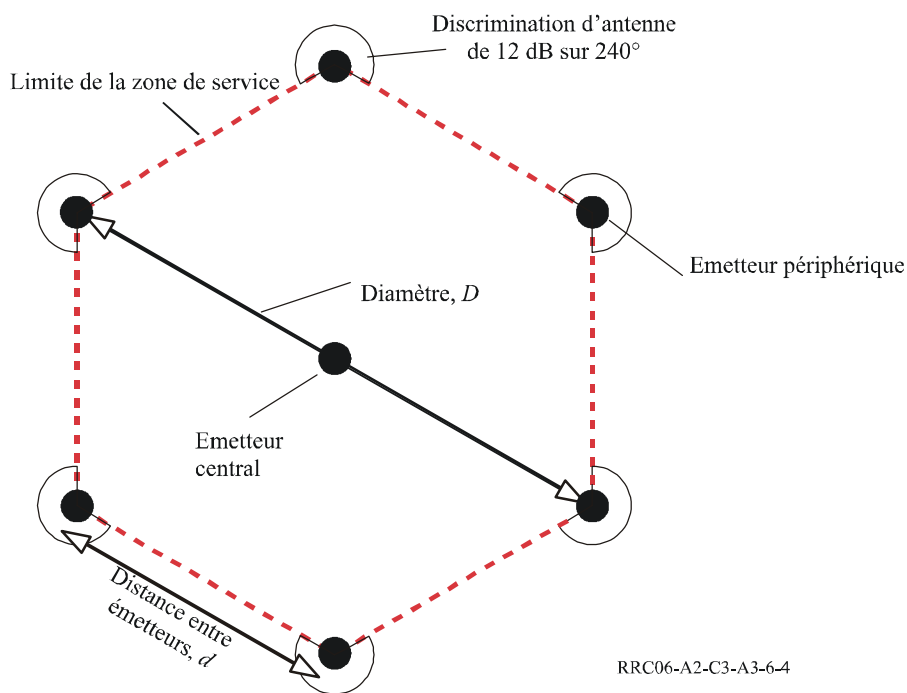 Discrimination d'antenne
de 12 dB sur 240°
Limite de la zone de service
Emetteur périphérique
Diamètre, D
Emetteur
central
Distance entre
émetteurs, d
RRC06-A2-C3-A3-6-4